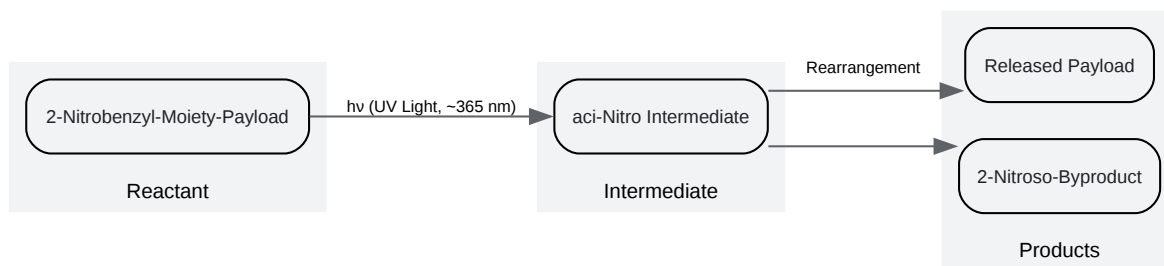 2-Nitrobenzyl-Moiety-Payload
Reactant
hν (UV Light, ~365 nm)
aci-Nitro Intermediate
Intermediate
Rearrangement
Released Payload
2-Nitroso-Byproduct
Products